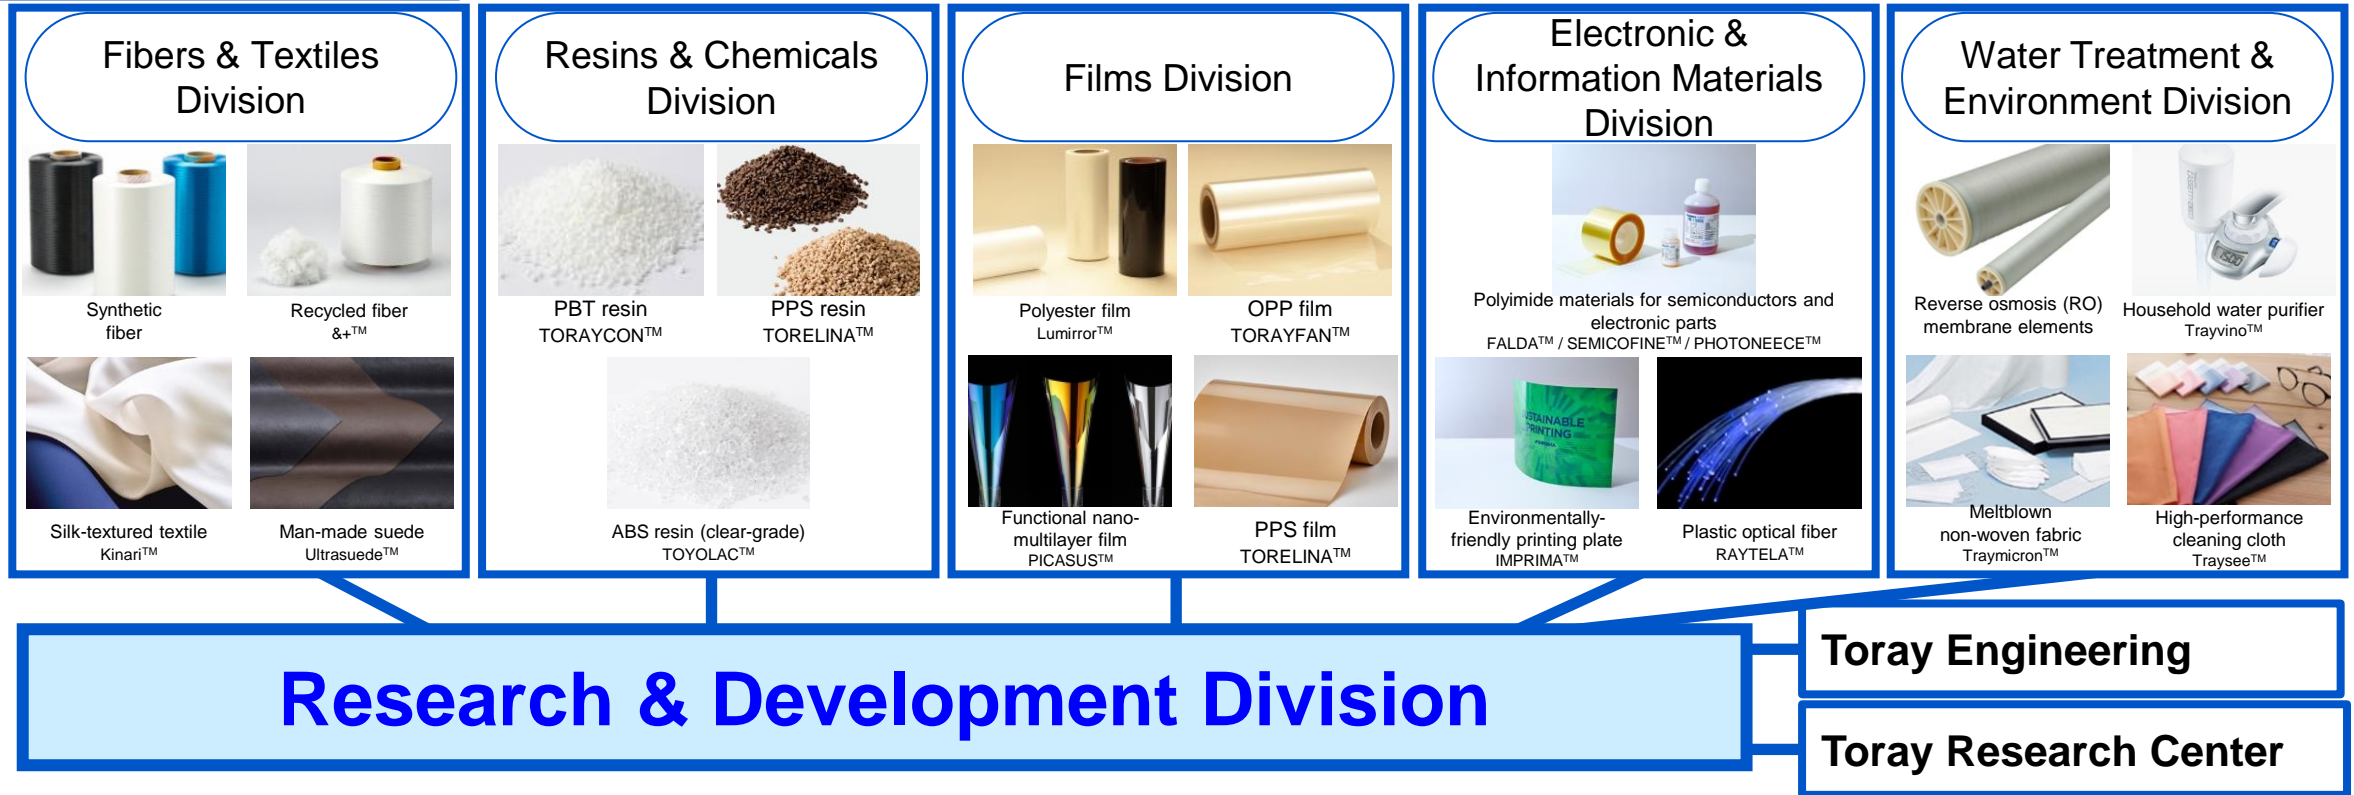 Fibers & Textiles
Division
Synthetic
fiber
Recycled fiber
&+™
Silk-textured textile
Kinari™
Man-made suede
Ultrasuede™
Resins & Chemicals
Division
PBT resin
TORAYCON™
PPS resin
TORELINA™
ABS resin (clear-grade)
TOYOLAC™
Films Division
Polyester film
Lumirror™
OPP film
TORAYFAN™
Functional nano-
multilayer film
PICASUS™
PPS film
TORELINA™
Electronic &
Information Materials
Division
Polyimide materials for semiconductors and
electronic parts
FALDA™ / SEMICOFINE™ / PHOTONEECE™
SUSTAINABLE
PRINTING
Environmentally-
friendly printing plate
IMPRIMA™
Plastic optical fiber
RAYTELA™
Water Treatment &
Environment Division
Reverse osmosis (RO)
membrane elements
1500
Household water purifier
Trayvino™
Meltblown
non-woven fabric
Traymicron™
High-performance
cleaning cloth
Traysee™
Research & Development Division
Toray Engineering
Toray Research Center